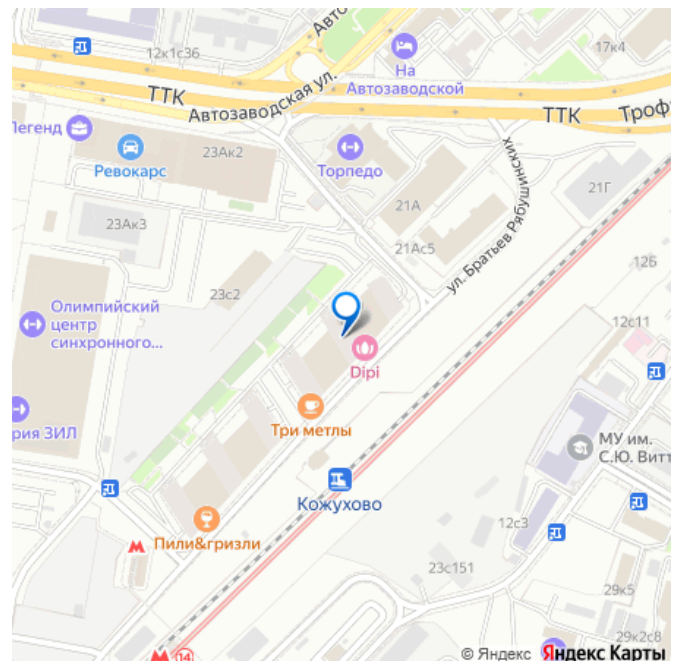 12к1с36
Авто
17к4
На
Автозаводской
ТТК
Автозаводская ул.
ТТК
Троф
Легенд
23Ак2
Ревокарс
Торпедо
ул. Братьев Рябушинских
21Г
21А
23Ак3
21Ас5
12Б
23с2
Олимпийский
центр
синхронного...
12с11
Dipi
Три метлы
рия ЗИЛ
МУ им.
С.Ю. Витт
Кожухово
12с3
Пили&гризли
23с151
29к5
29к2с8
14
© Яндекс
Яндекс Карты